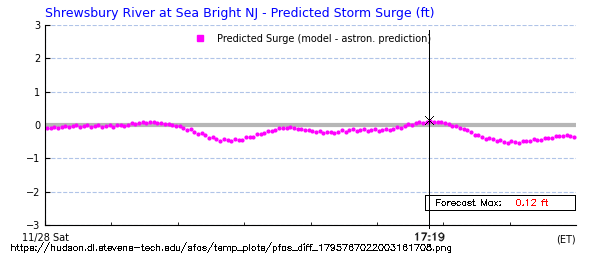 Shrewsbury River at Sea Bright NJ - Predicted Storm Surge (ft)
3
Predicted Surge (model - astron. prediction)
2
1
0
−1
−2
Forecast Max: 0.12 ft
−3
11/28 Sat 17:19 (ET)
https://hudson.dl.stevens-tech.edu/sfos/temp_plots/pfos_diff_1795767022003161708.png